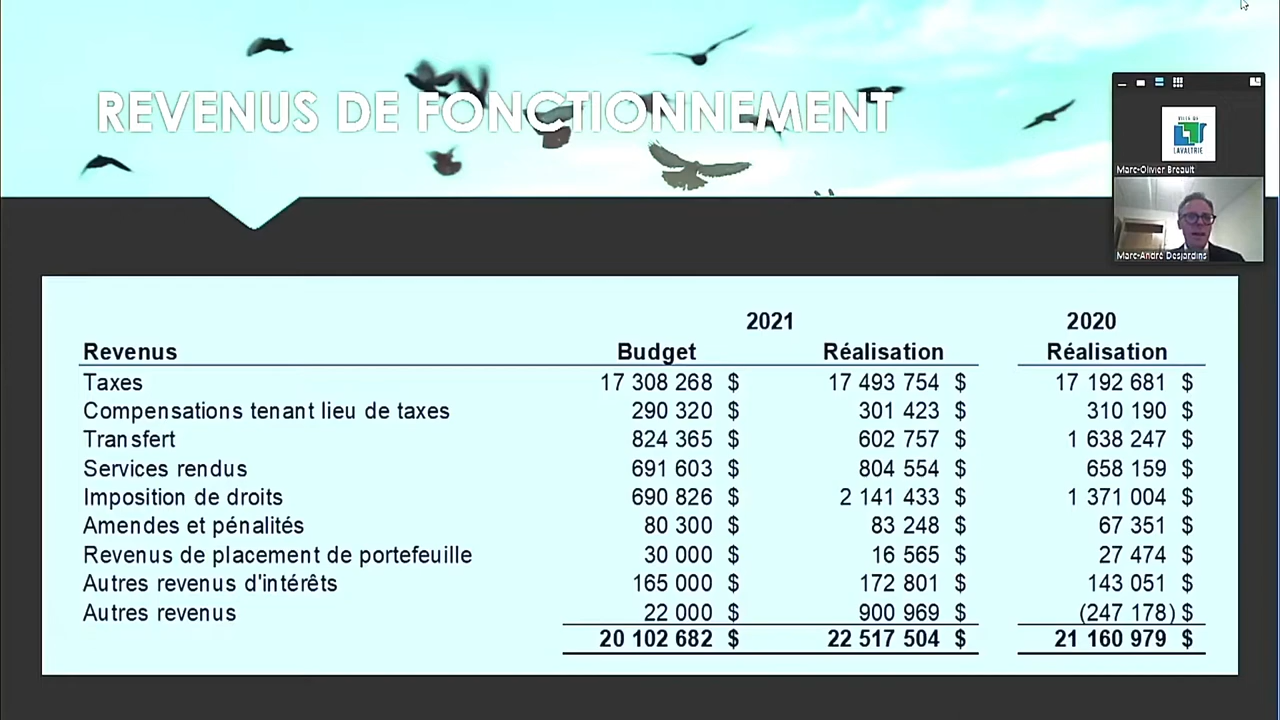 REVENUS DE FONCTIONNEMENT
VILLE DE
LAVALTRIE
Marc-Olivier Breault
Marc-André Desjardins
2021 2020
Revenus Budget Réalisation Réalisation
Taxes 17 308 268 $ 17 493 754 $ 17 192 681 $
Compensations tenant lieu de taxes 290 320 $ 301 423 $ 310 190 $
Transfert 824 365 $ 602 757 $ 1 638 247 $
Services rendus 691 603 $ 804 554 $ 658 159 $
Imposition de droits 690 826 $ 2 141 433 $ 1 371 004 $
Amendes et pénalités 80 300 $ 83 248 $ 67 351 $
Revenus de placement de portefeuille 30 000 $ 16 565 $ 27 474 $
Autres revenus d'intérêts 165 000 $ 172 801 $ 143 051 $
Autres revenus 22 000 $ 900 969 $ (247 178) $
20 102 682 $ 22 517 504 $ 21 160 979 $